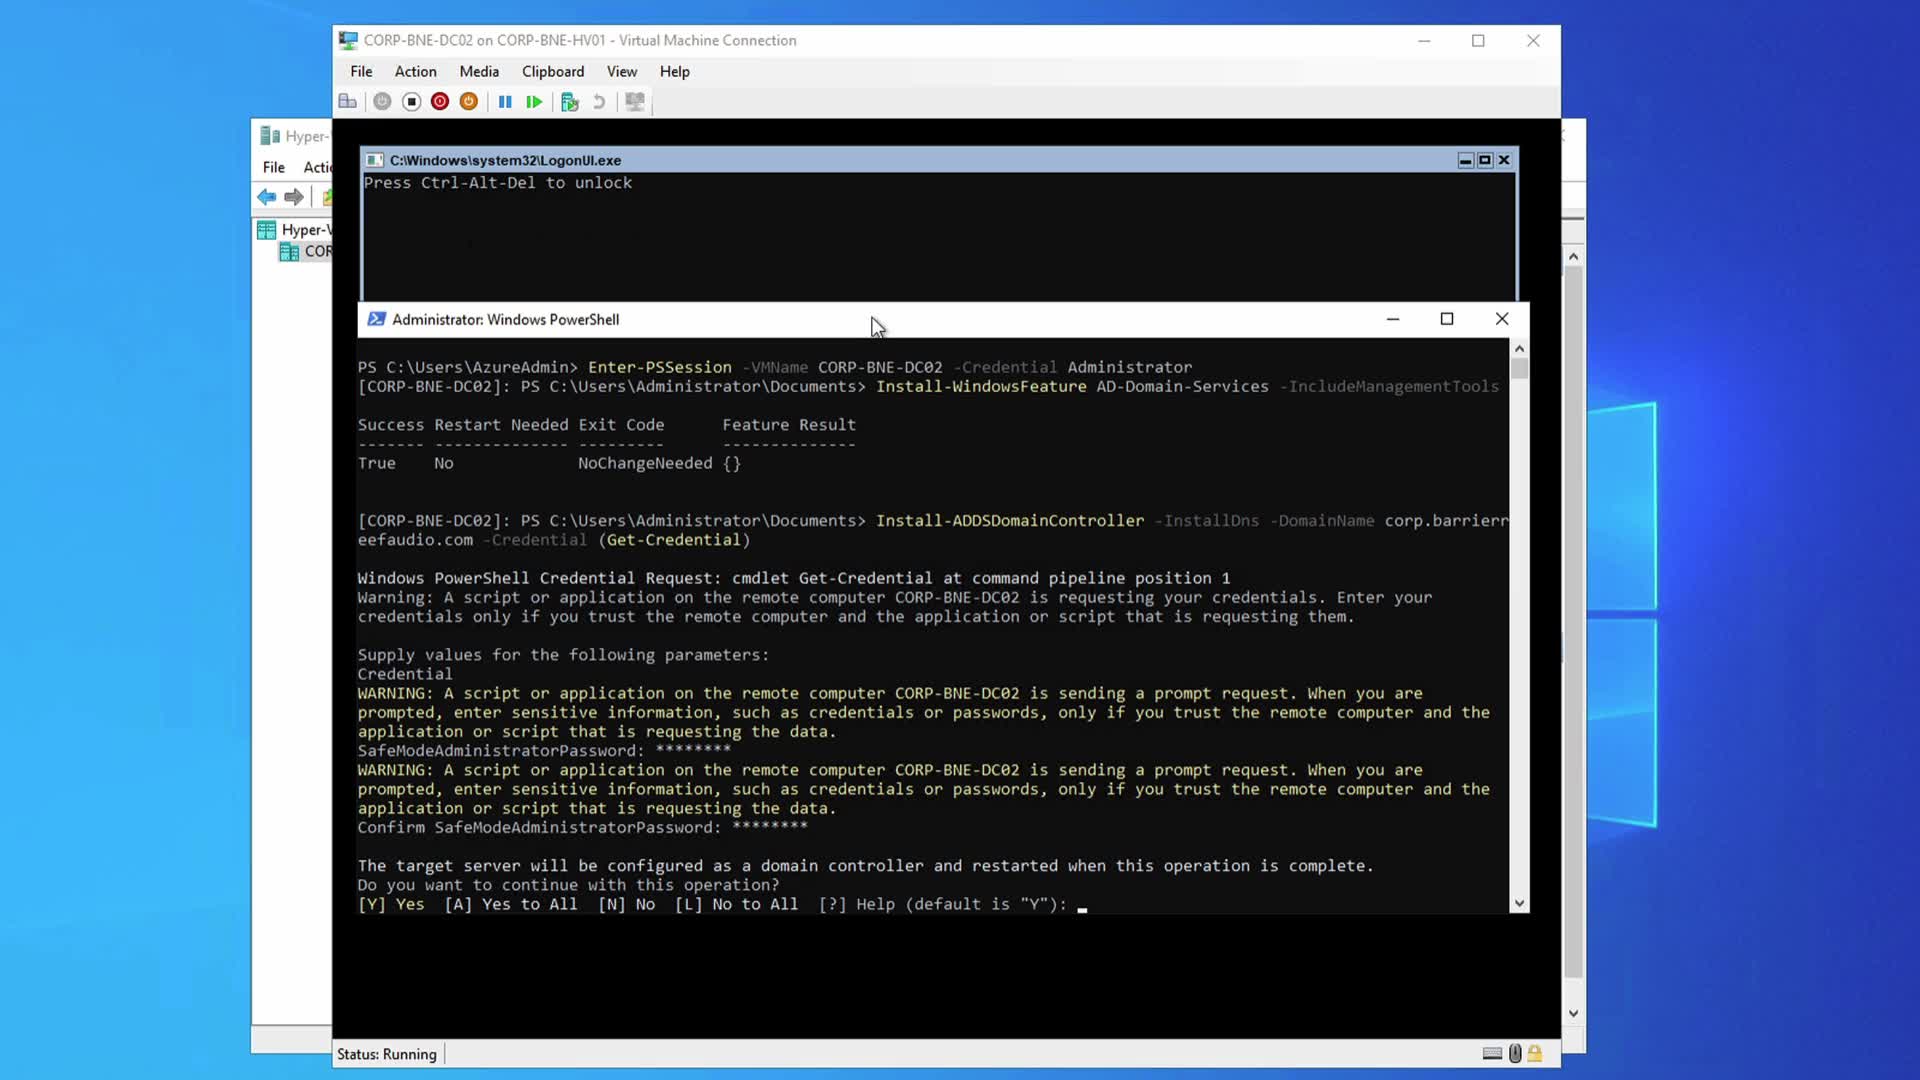 CORP-BNE-DC02 on CORP-BNE-HV01 - Virtual Machine Connection
File Action Media Clipboard View Help
Hyper-
File Actio
Hyper-V
COR
C:\Windows\system32\LogonUI.exe
Press Ctrl-Alt-Del to unlock
Administrator: Windows PowerShell
PS C:\Users\AzureAdmin> Enter-PSSession -VMName CORP-BNE-DC02 -Credential Administrator
[CORP-BNE-DC02]: PS C:\Users\Administrator\Documents> Install-WindowsFeature AD-Domain-Services -IncludeManagementTools
Success Restart Needed Exit Code      Feature Result
------- -------------- ---------      --------------
True    No             NoChangeNeeded {}
[CORP-BNE-DC02]: PS C:\Users\Administrator\Documents> Install-ADDSDomainController -InstallDns -DomainName corp.barrierr
eefaudio.com -Credential (Get-Credential)
Windows PowerShell Credential Request: cmdlet Get-Credential at command pipeline position 1
Warning: A script or application on the remote computer CORP-BNE-DC02 is requesting your credentials. Enter your
credentials only if you trust the remote computer and the application or script that is requesting them.
Supply values for the following parameters:
Credential
WARNING: A script or application on the remote computer CORP-BNE-DC02 is sending a prompt request. When you are
prompted, enter sensitive information, such as credentials or passwords, only if you trust the remote computer and the
application or script that is requesting the data.
SafeModeAdministratorPassword: ********
WARNING: A script or application on the remote computer CORP-BNE-DC02 is sending a prompt request. When you are
prompted, enter sensitive information, such as credentials or passwords, only if you trust the remote computer and the
application or script that is requesting the data.
Confirm SafeModeAdministratorPassword: ********
The target server will be configured as a domain controller and restarted when this operation is complete.
Do you want to continue with this operation?
[Y] Yes  [A] Yes to All  [N] No  [L] No to All  [?] Help (default is "Y"):
Status: Running